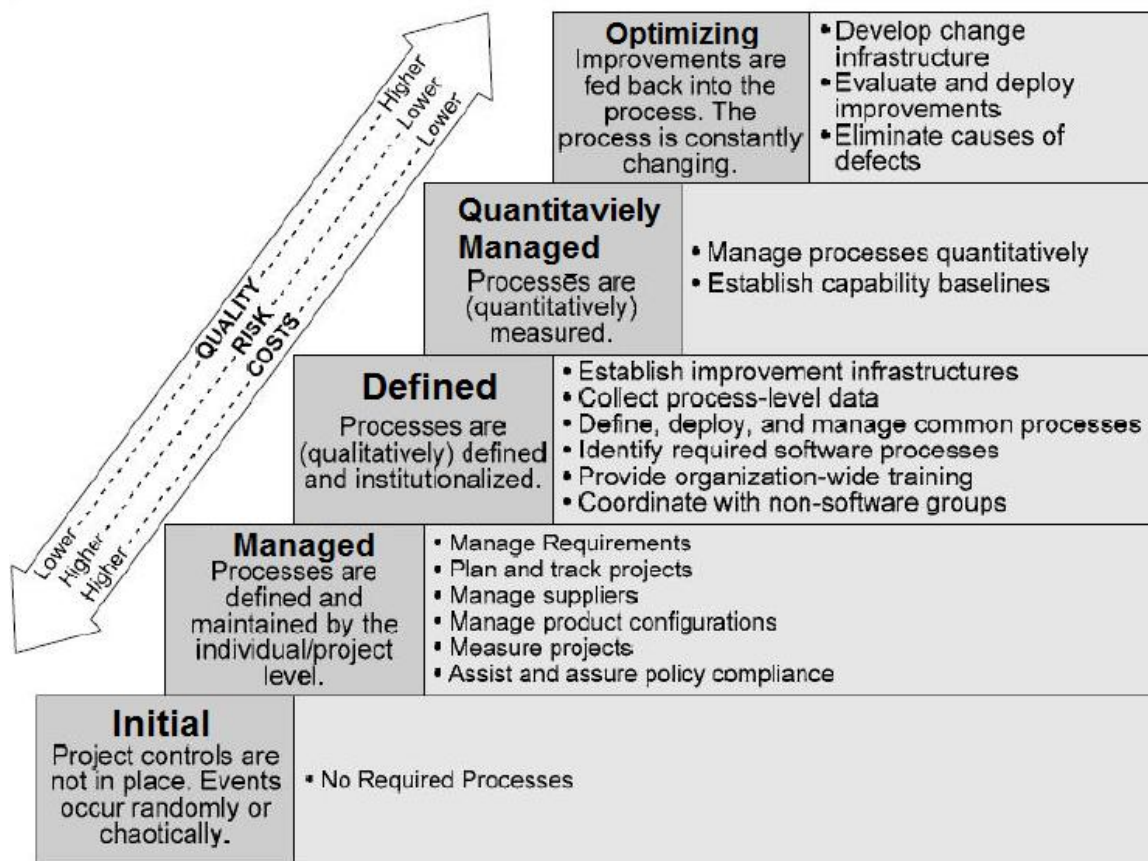 Optimizing
Improvements are
fed back into the
process. The
process is constantly
changing.
• Develop change
infrastructure
• Evaluate and deploy
improvements
• Eliminate causes of
defects
Quantitaviely
Managed
Processes are
(quantitatively)
measured.
• Manage processes quantitatively
• Establish capability baselines
Defined
Processes are
(qualitatively) defined
and institutionalized.
• Establish improvement infrastructures
• Collect process-level data
• Define, deploy, and manage common processes
• Identify required software processes
• Provide organization-wide training
• Coordinate with non-software groups
Managed
Processes are
defined and
maintained by the
individual/project
level.
• Manage Requirements
• Plan and track projects
• Manage suppliers
• Manage product configurations
• Measure projects
• Assist and assure policy compliance
Initial
Project controls are
not in place. Events
occur randomly or
chaotically.
• No Required Processes
Lower QUALITY Higher
Higher RISK Lower
Higher COSTS Lower